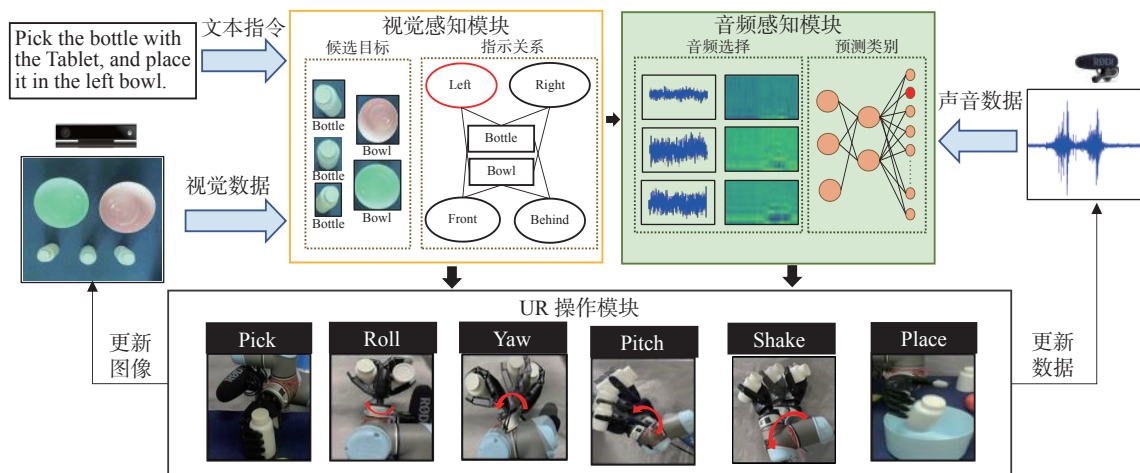 Pick the bottle with
the Tablet, and place
it in the left bowl.
文本指令
视觉数据
视觉感知模块
候选目标
指示关系
Bottle
Bottle
Bottle
Bowl
Bowl
Left
Right
Bottle
Bowl
Front
Behind
音频感知模块
音频选择
预测类别
声音数据
RØDE
更新
图像
UR 操作模块
Pick
Roll
Yaw
Pitch
Shake
Place
RØDE
RØDE
更新
数据